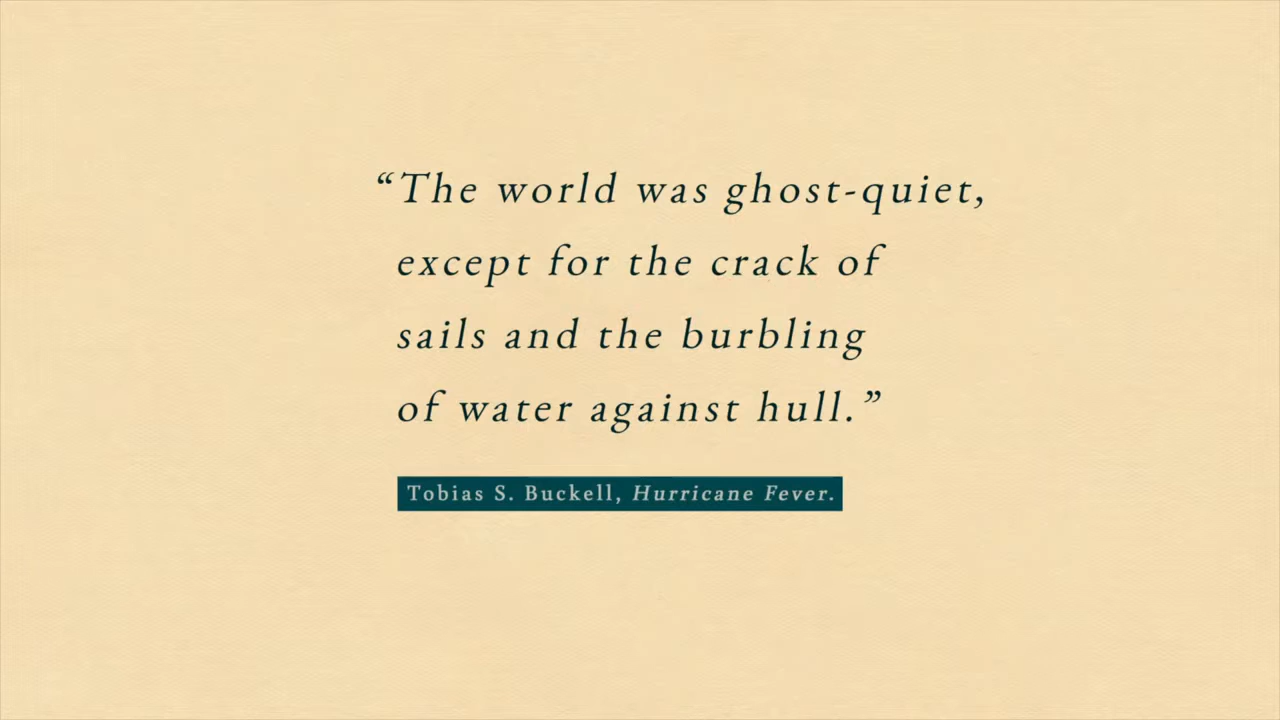 “The world was ghost-quiet,
except for the crack of
sails and the burbling
of water against hull.”
Tobias S. Buckell, Hurricane Fever.